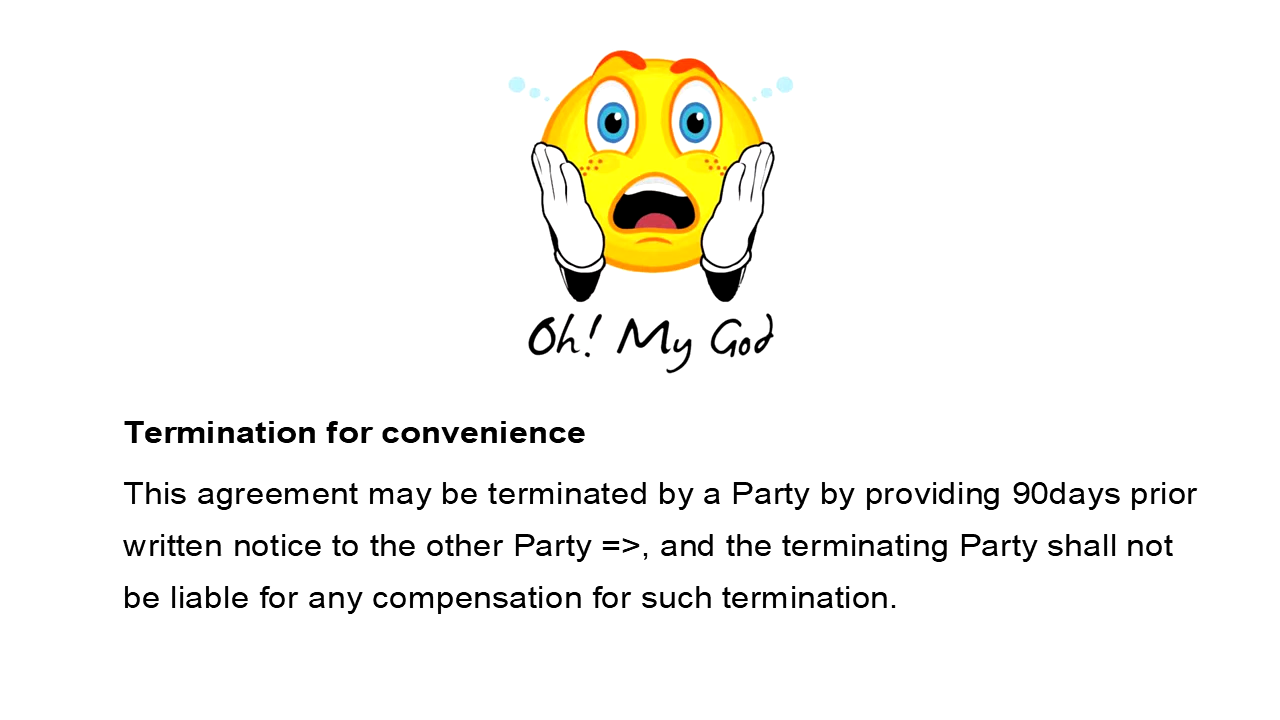 Oh! My God
Termination for convenience
This agreement may be terminated by a Party by providing 90days prior
written notice to the other Party =>, and the terminating Party shall not
be liable for any compensation for such termination.